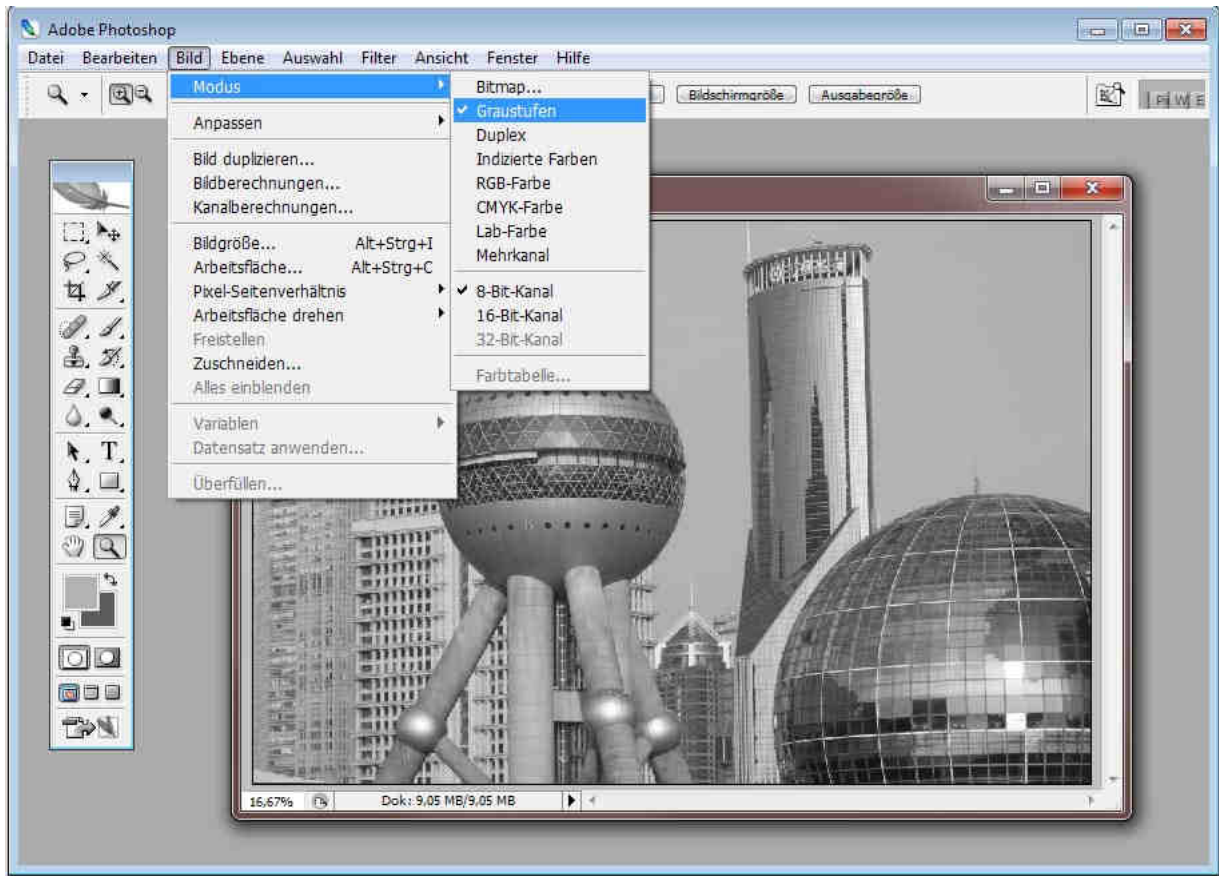 Adobe Photoshop
Datei Bearbeiten Bild Ebene Auswahl Filter Ansicht Fenster Hilfe
Bildschirmgröße Ausgabegröße
Modus
Anpassen
Bild duplizieren...
Bildberechnungen...
Kanalberechnungen...
Bildgröße... Alt+Strg+I
Arbeitsfläche... Alt+Strg+C
Pixel-Seitenverhältnis
Arbeitsfläche drehen
Freistellen
Zuschneiden...
Alles einblenden
Variablen
Datensatz anwenden...
Überfüllen...
Bitmap...
Graustufen
Duplex
Indizierte Farben
RGB-Farbe
CMYK-Farbe
Lab-Farbe
Mehrkanal
8-Bit-Kanal
16-Bit-Kanal
32-Bit-Kanal
Farbtabelle...
16,67% Dok: 9,05 MB/9,05 MB